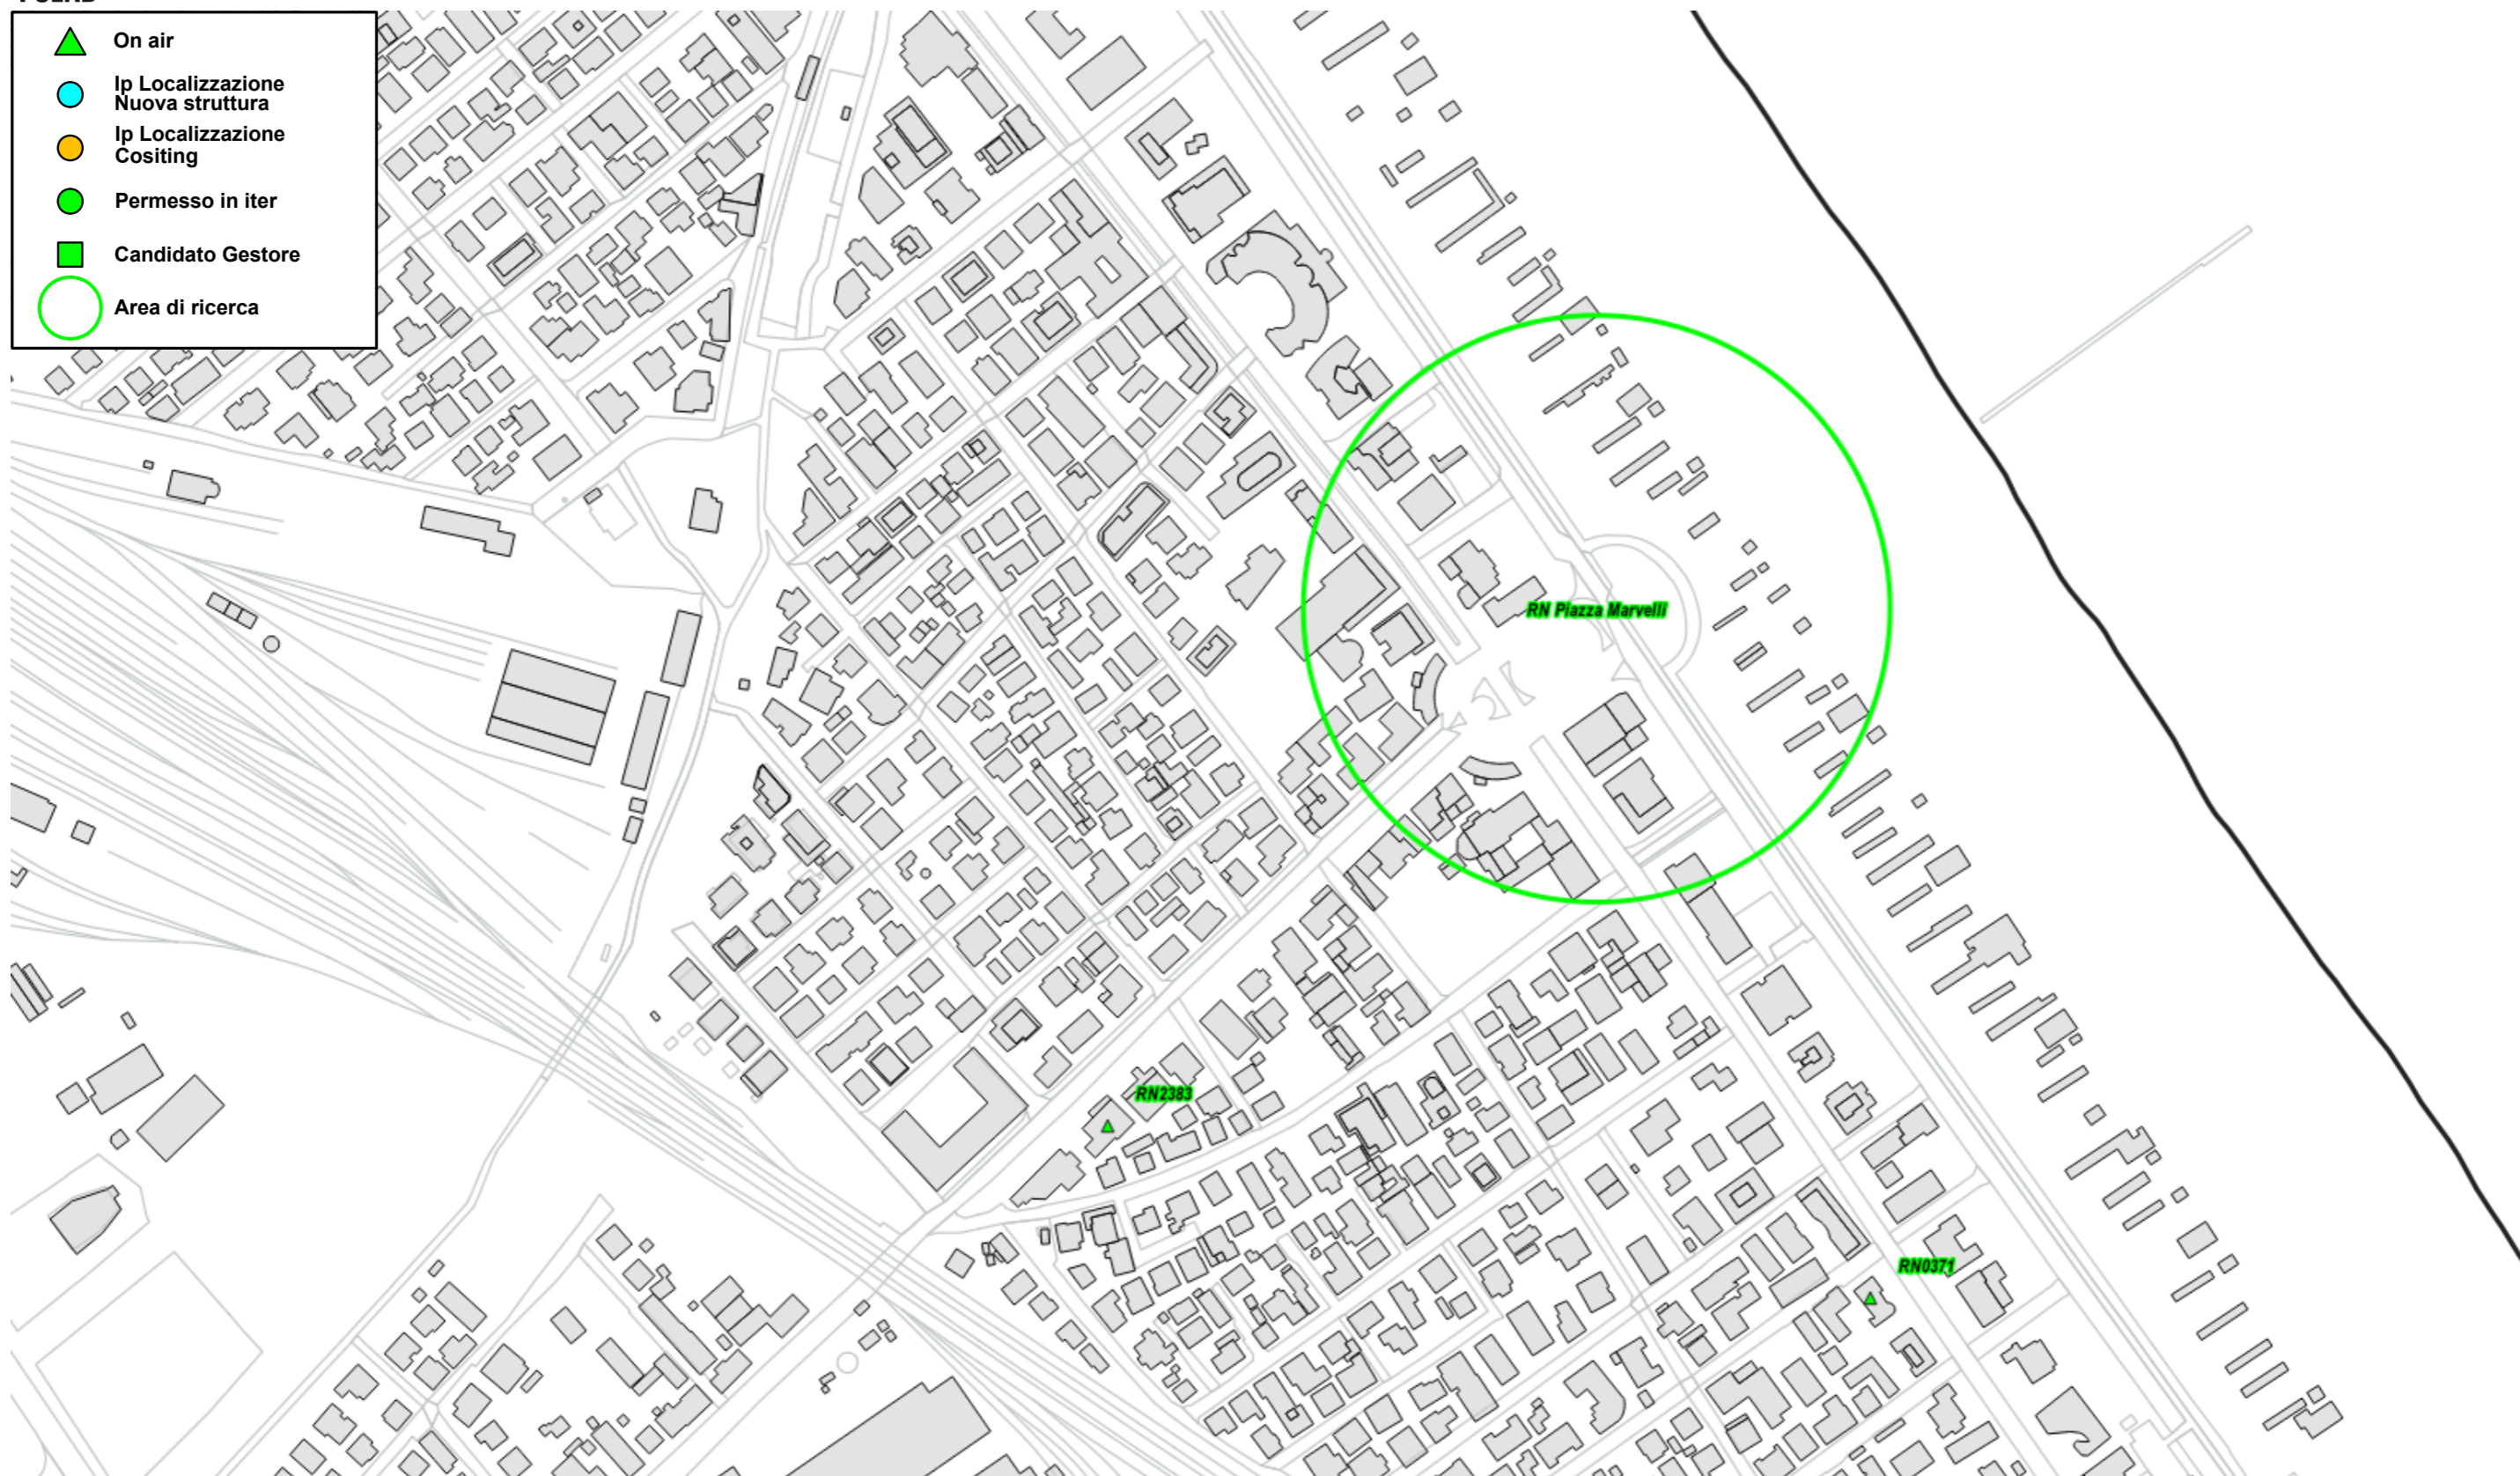 On air
Ip Localizzazione
Nuova struttura
Ip Localizzazione
Cositing
Permesso in iter
Candidato Gestore
Area di ricerca
RN Piazza Marvelli
RN2383
RN0371